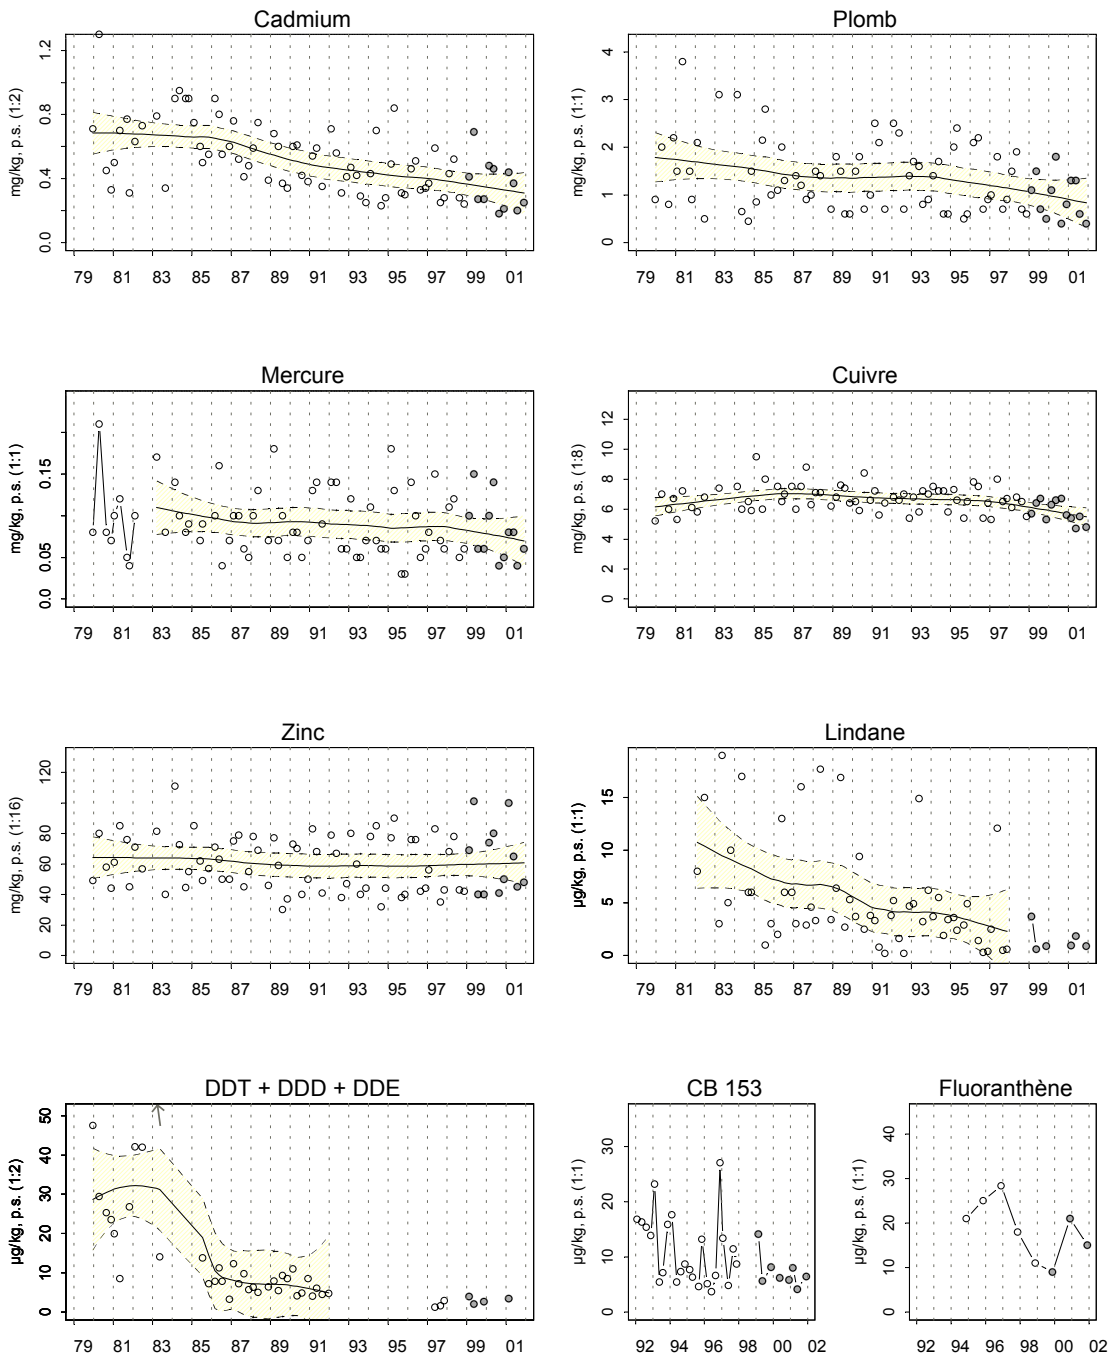 Cadmium
mg/kg, p.s. (1:2)
1.2
0.8
0.4
0.0
79 81 83 85 87 89 91 93 95 97 99 01
Plomb
mg/kg, p.s. (1:1)
4
3
2
1
0
79 81 83 85 87 89 91 93 95 97 99 01
Mercure
mg/kg, p.s. (1:1)
0.15
0.05
0.0
79 81 83 85 87 89 91 93 95 97 99 01
Cuivre
mg/kg, p.s. (1:8)
12
10
8
6
4
2
0
79 81 83 85 87 89 91 93 95 97 99 01
Zinc
mg/kg, p.s. (1:16)
120
80
60
40
20
0
79 81 83 85 87 89 91 93 95 97 99 01
Lindane
µg/kg, p.s. (1:1)
15
10
5
0
79 81 83 85 87 89 91 93 95 97 99 01
DDT + DDD + DDE
µg/kg, p.s. (1:2)
50
40
30
20
10
0
79 81 83 85 87 89 91 93 95 97 99 01
CB 153
µg/kg, p.s. (1:1)
30
20
10
0
92 94 96 98 00 02
Fluoranthène
µg/kg, p.s. (1:1)
40
30
20
10
0
92 94 96 98 00 02